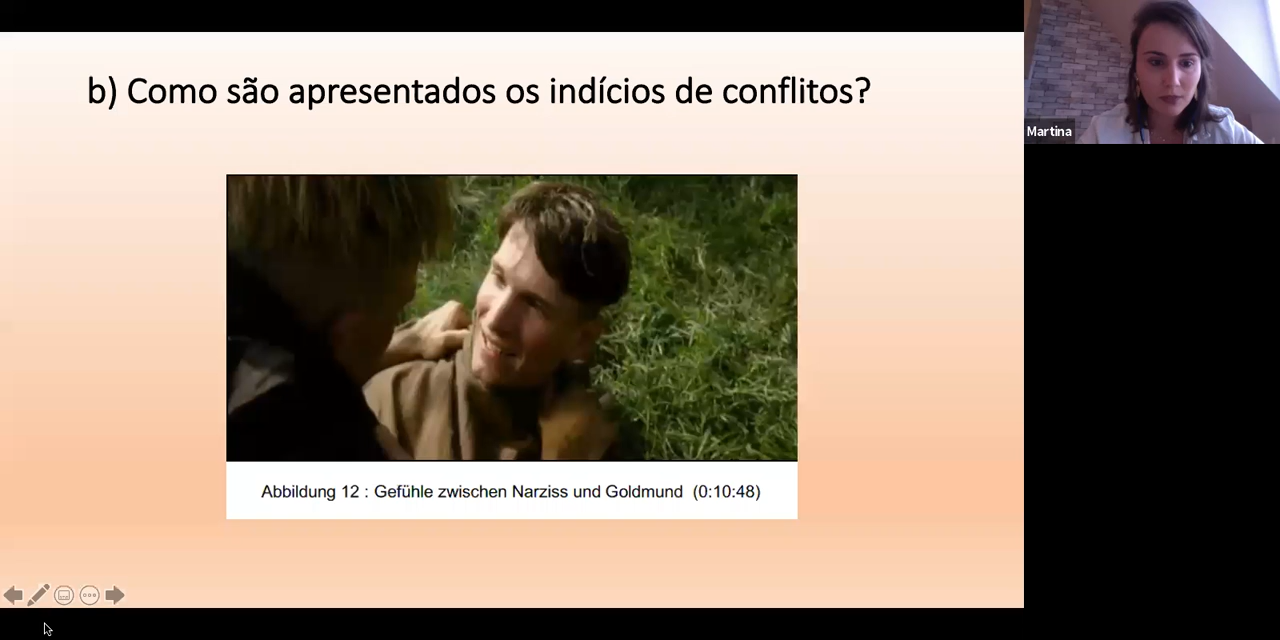 b) Como são apresentados os indícios de conflitos?
Martina
Abbildung 12 : Gefühle zwischen Narziss und Goldmund (0:10:48)